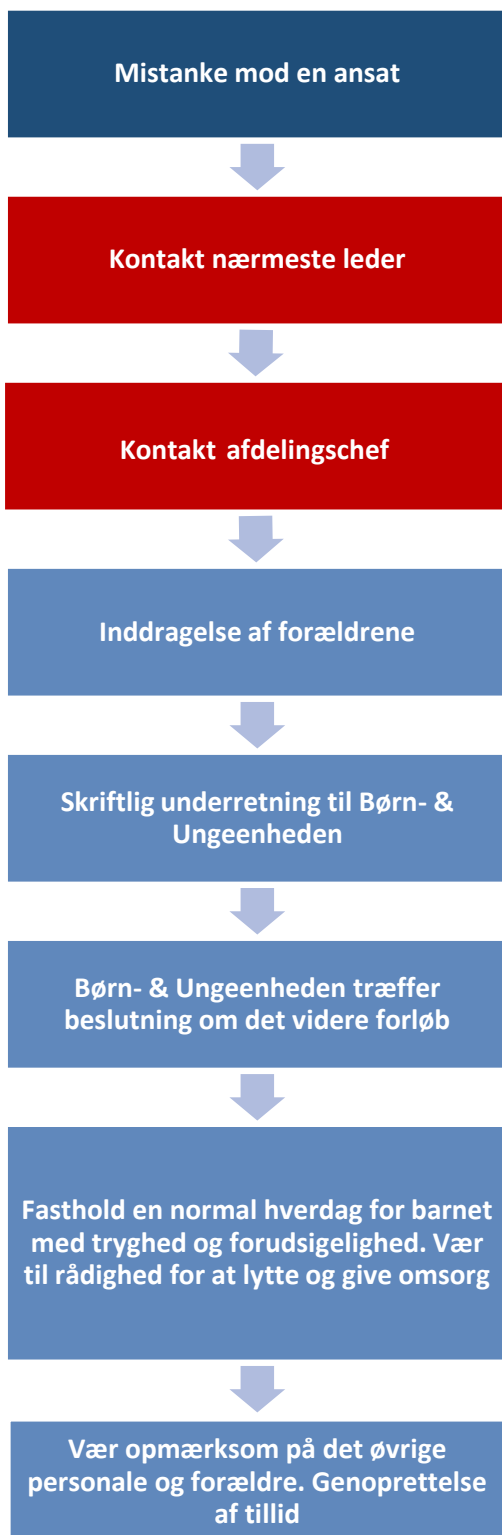 Mistanke mod en ansat
Kontakt nærmeste leder
Kontakt afdelingschef
Inddragelse af forældrene
Skriftlig underretning til Børn- &
Ungeenheden
Børn- & Ungeenheden træffer
beslutning om det videre forløb
Fasthold en normal hverdag for barnet
med tryghed og forudsigelighed. Vær
til rådighed for at lytte og give omsorg
Vær opmærksom på det øvrige
personale og forældre. Genoprettelse
af tillid